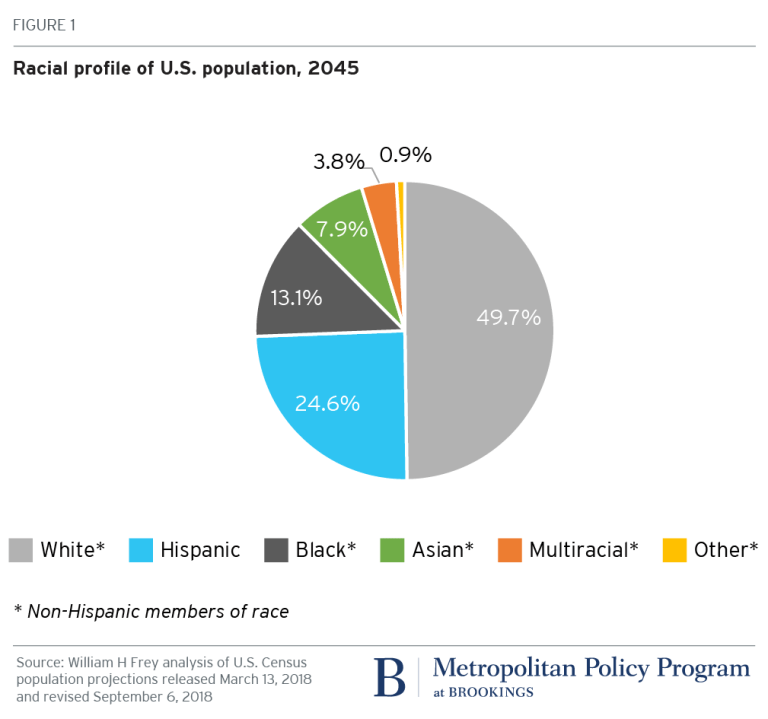 FIGURE 1
Racial profile of U.S. population, 2045
3.8% 0.9%
7.9%
13.1%
49.7%
24.6%
White* Hispanic Black* Asian* Multiracial* Other*
* Non-Hispanic members of race
Source: William H Frey analysis of U.S. Census
population projections released March 13, 2018
and revised September 6, 2018
B Metropolitan Policy Program
at BROOKINGS